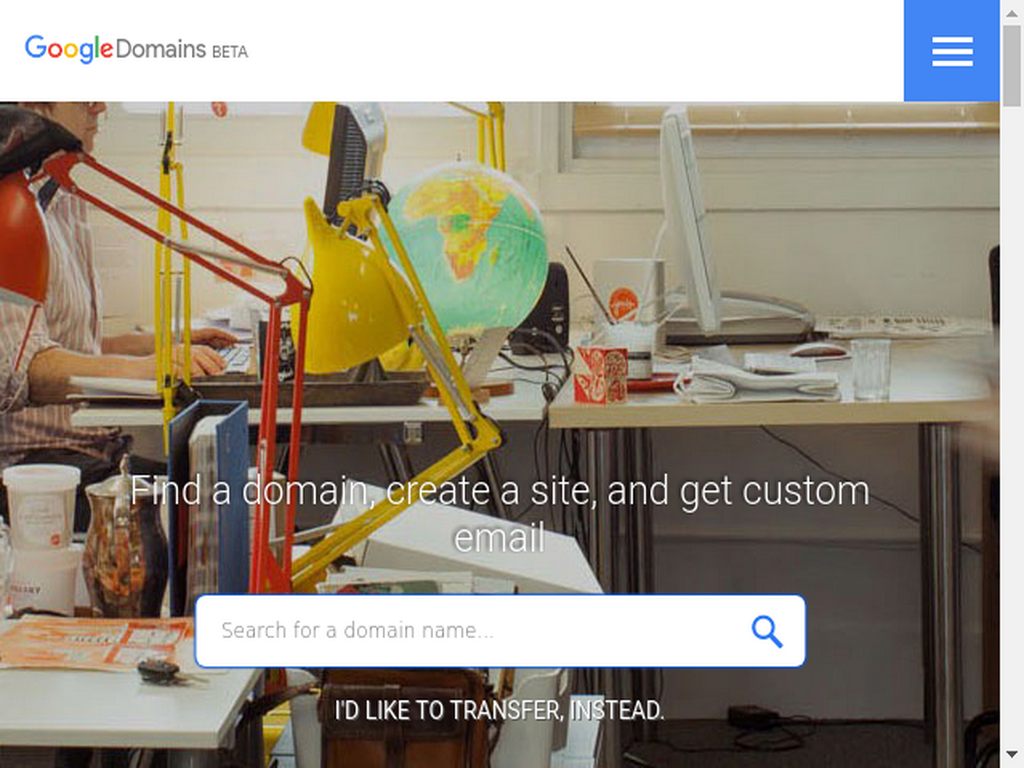 Google Domains BETA
Find a domain, create a site, and get custom
email
Search for a domain name...
I'D LIKE TO TRANSFER, INSTEAD.